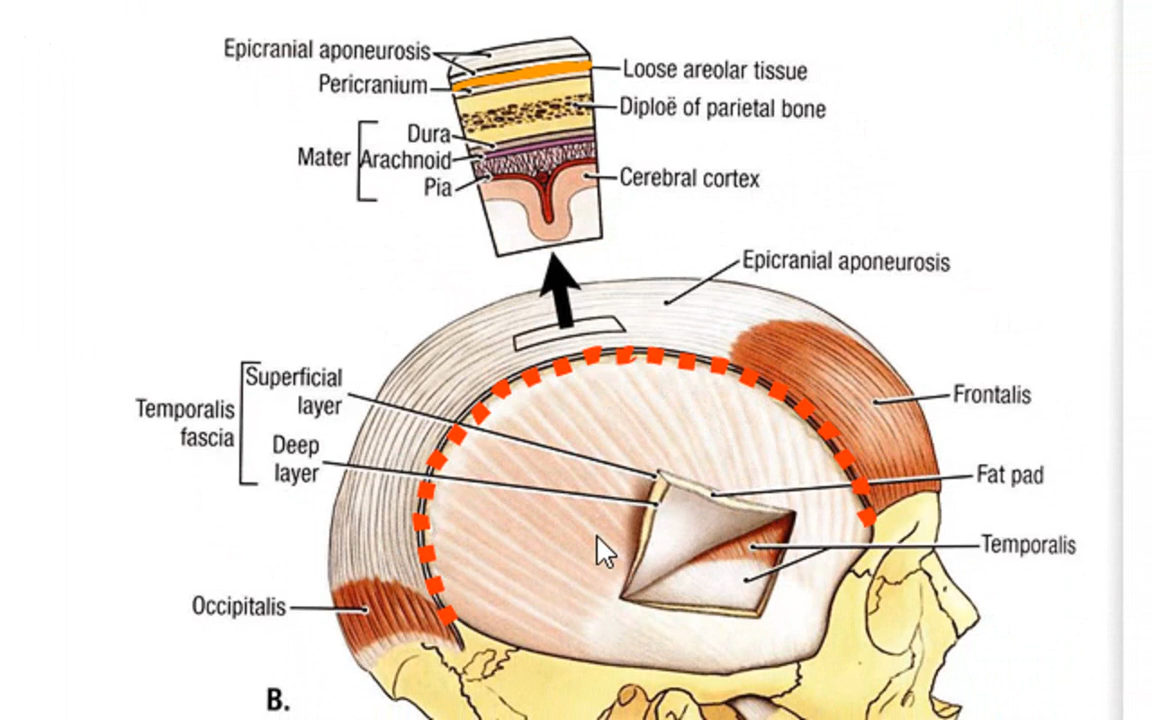 Epicranial aponeurosis
Loose areolar tissue
Pericranium
Diploë of parietal bone
Dura
Mater
Arachnoid
Pia
Cerebral cortex
Epicranial aponeurosis
Superficial
layer
Temporalis
fascia
Deep
layer
Frontalis
Fat pad
Temporalis
Occipitalis
B.